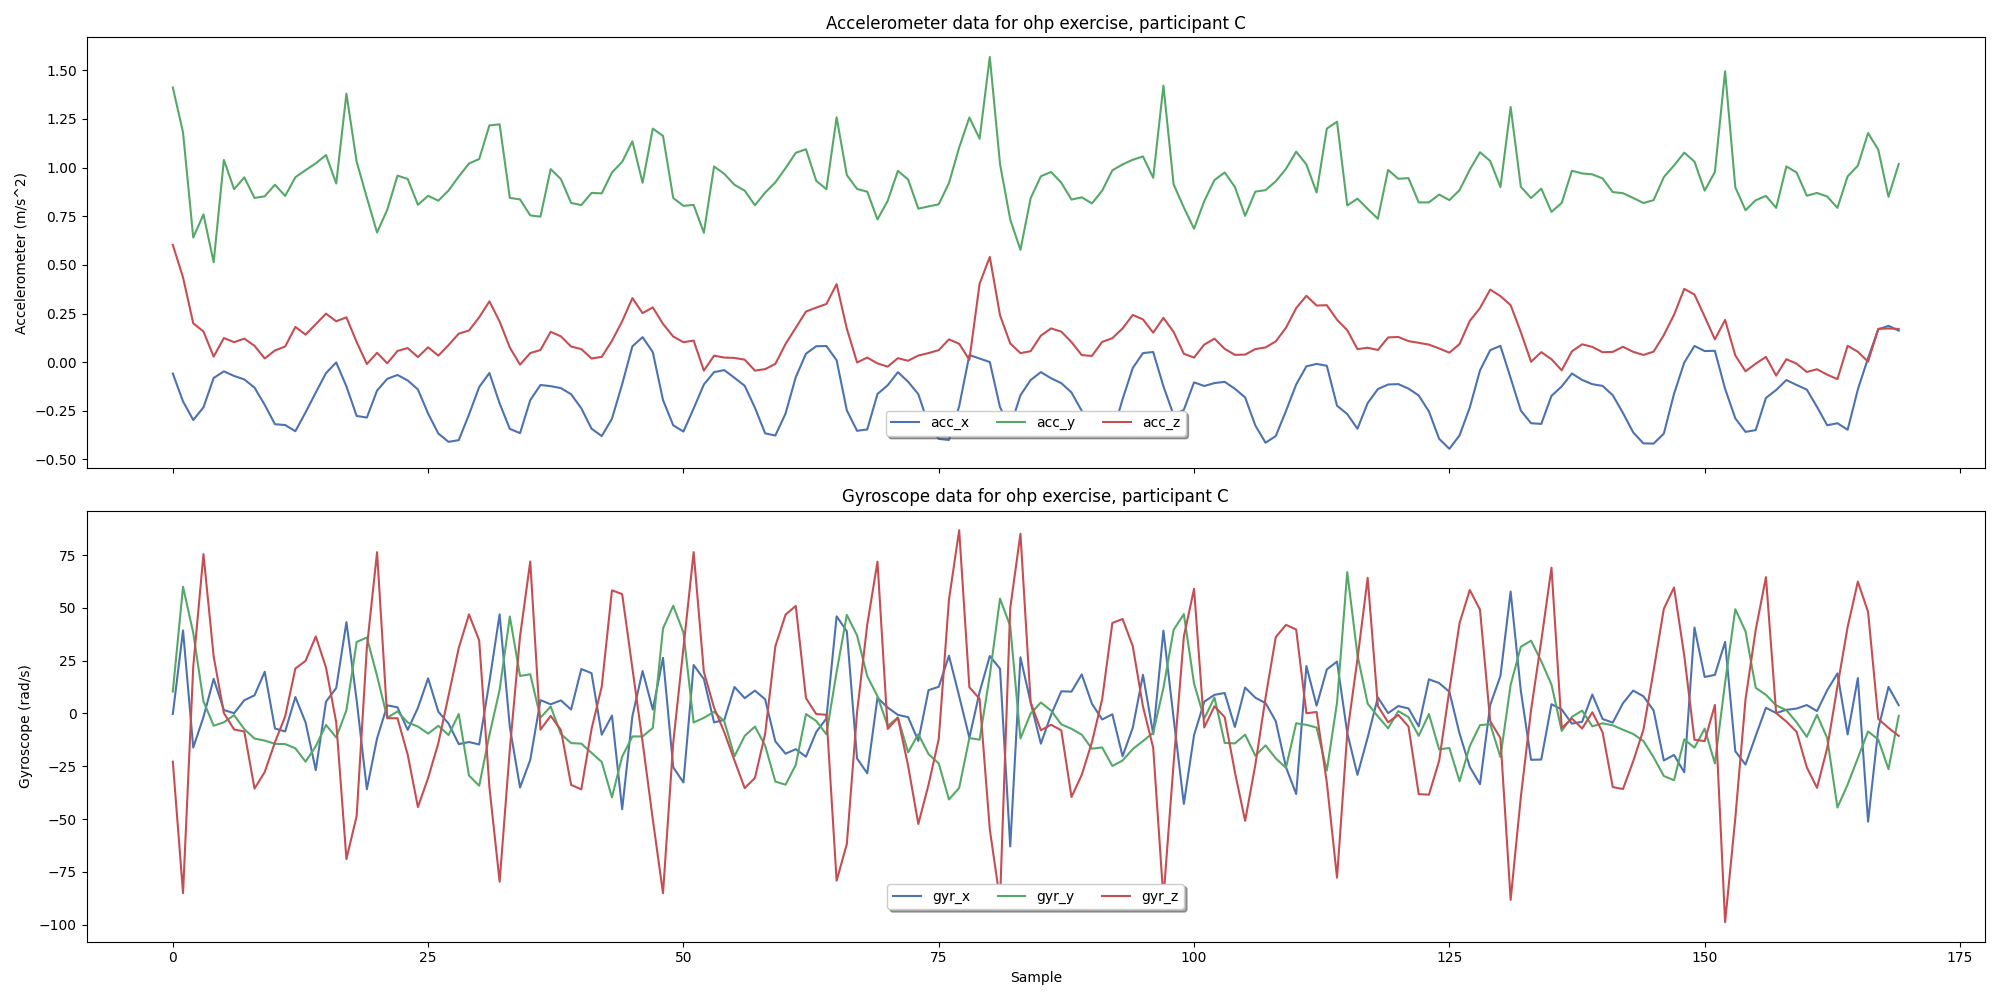 Accelerometer data for ohp exercise, participant C
Accelerometer (m/s^2)
1.50
1.25
1.00
0.75
0.50
0.25
0.00
−0.25
−0.50
acc_x acc_y acc_z
Gyroscope data for ohp exercise, participant C
Gyroscope (rad/s)
75
50
25
0
−25
−50
−75
−100
gyr_x gyr_y gyr_z
0 25 50 75 100 125 150 175
Sample